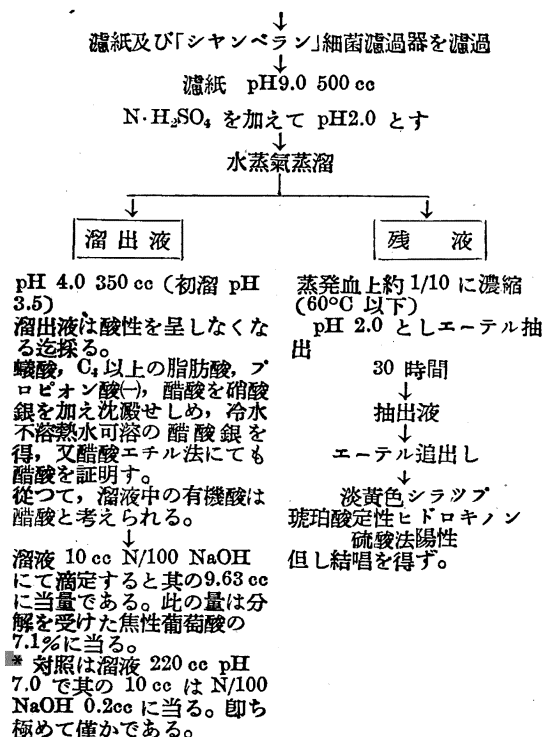 濾紙及び「シヤンベラン」細菌濾過器を濾過
濾紙 pH9.0 500 cc
N·H₂SO₄ を加えて pH2.0 とす
水蒸氣蒸溜
溜出液
pH 4.0 350 cc (初溜 pH
3.5)
溜出液は酸性を呈しなくな
る迄採る。
蟻酸，C₄以上の脂肪酸，プ
ロピオン酸㈠，醋酸を硝酸
銀を加え沈澱せしめ，冷水
不溶熱水可溶の醋酸銀を
得，又醋酸エチル法にても
醋酸を証明す。
從つて，溜液中の有機酸は
醋酸と考えられる。
溜液 10 cc N/100 NaOH
にて滴定すると其の9.63 cc
に当量である。此の量は分
解を受けた焦性葡萄酸の
7.1%に当る。
* 対照は溜液 220 cc pH
7.0 で其の 10 cc は N/100
NaOH 0.2cc に当る。卽ち
極めて僅かである。
残液
蒸発血上約 1/10 に濃縮
(60°C 以下)
pH 2.0 としエーテル抽
出
30 時間
抽出液
エーテル追出し
淡黃色シラツプ
琥珀酸定性ヒドロキノン
硫酸法陽性
但し結唱を得ず。